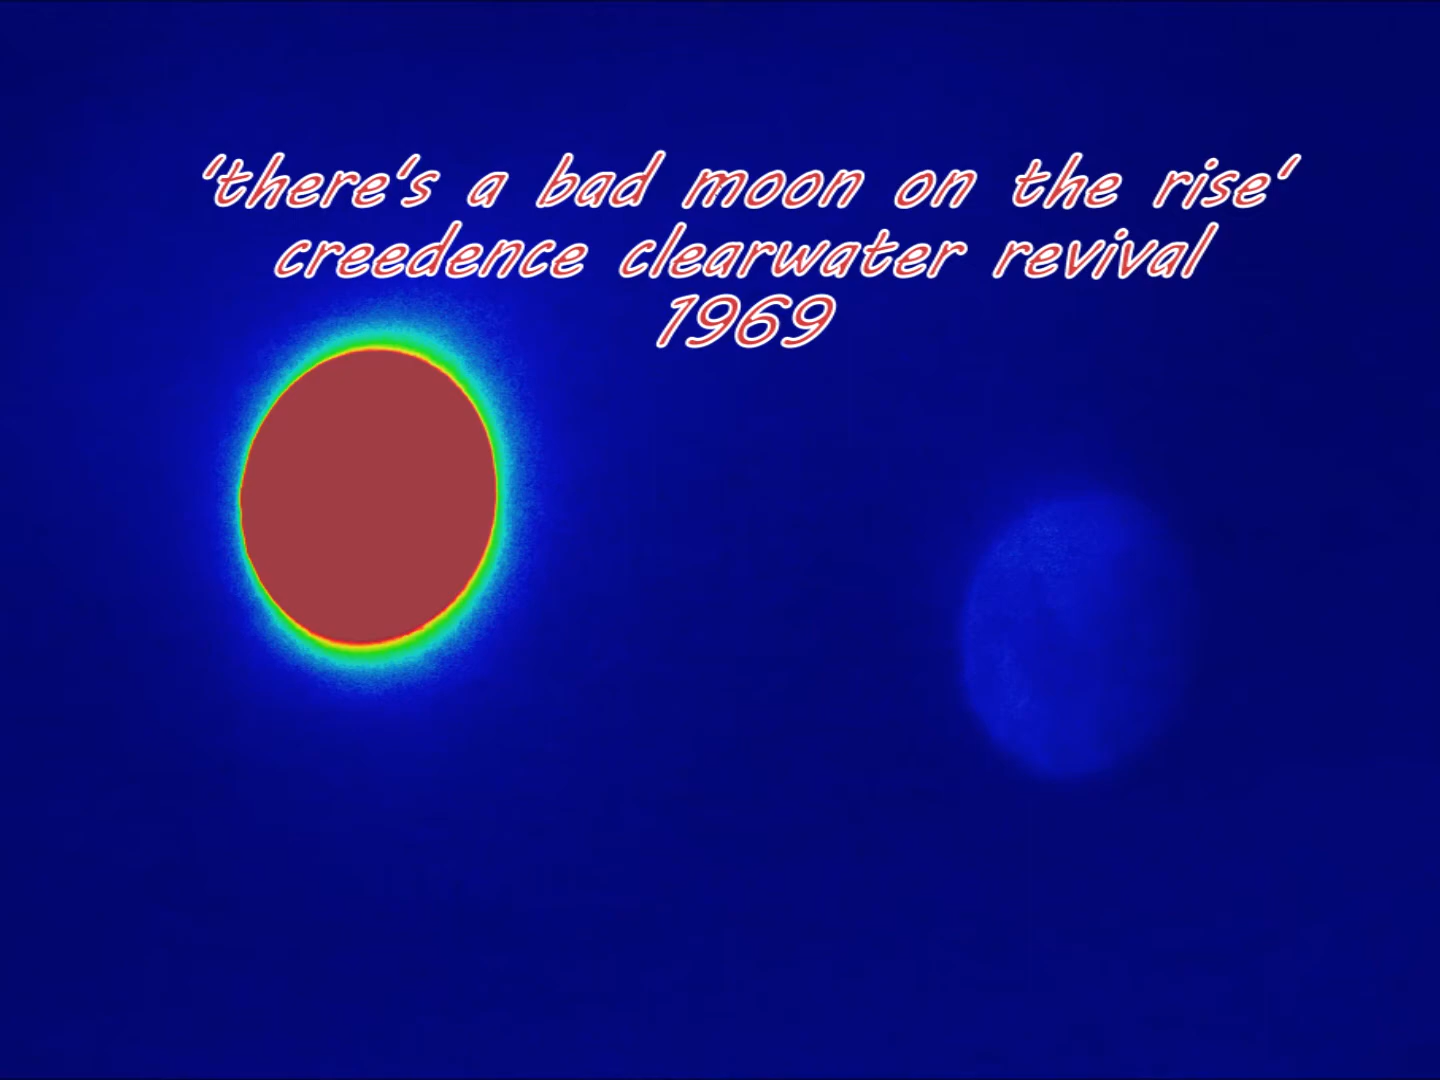 ‘there‘s a bad moon on the rise‘
creedence clearwater revival
1969